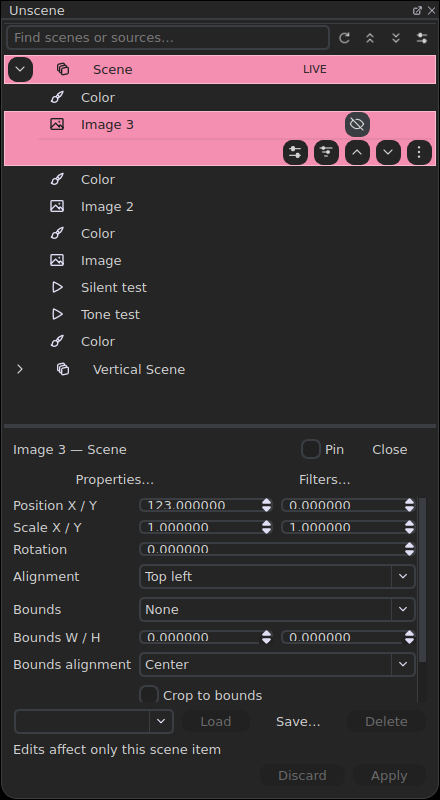 Unscene
Find scenes or sources...
Scene LIVE
Color
Image 3
Color
Image 2
Color
Image
Silent test
Tone test
Color
Vertical Scene
Image 3 — Scene Pin Close
Properties... Filters...
Position X / Y 123.000000 0.000000
Scale X / Y 1.000000 1.000000
Rotation 0.000000
Alignment Top left
Bounds None
Bounds W / H 0.000000 0.000000
Bounds alignment Center
Crop to bounds
Load Save... Delete
Edits affect only this scene item
Discard Apply